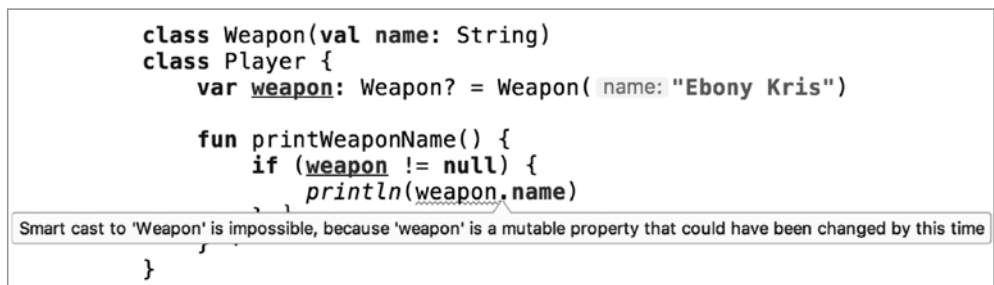 class Weapon(val name: String)
class Player {
    var weapon: Weapon? = Weapon( name: "Ebony Kris")

    fun printWeaponName() {
        if (weapon != null) {
            println(weapon.name)
Smart cast to 'Weapon' is impossible, because 'weapon' is a mutable property that could have been changed by this time
    }
}